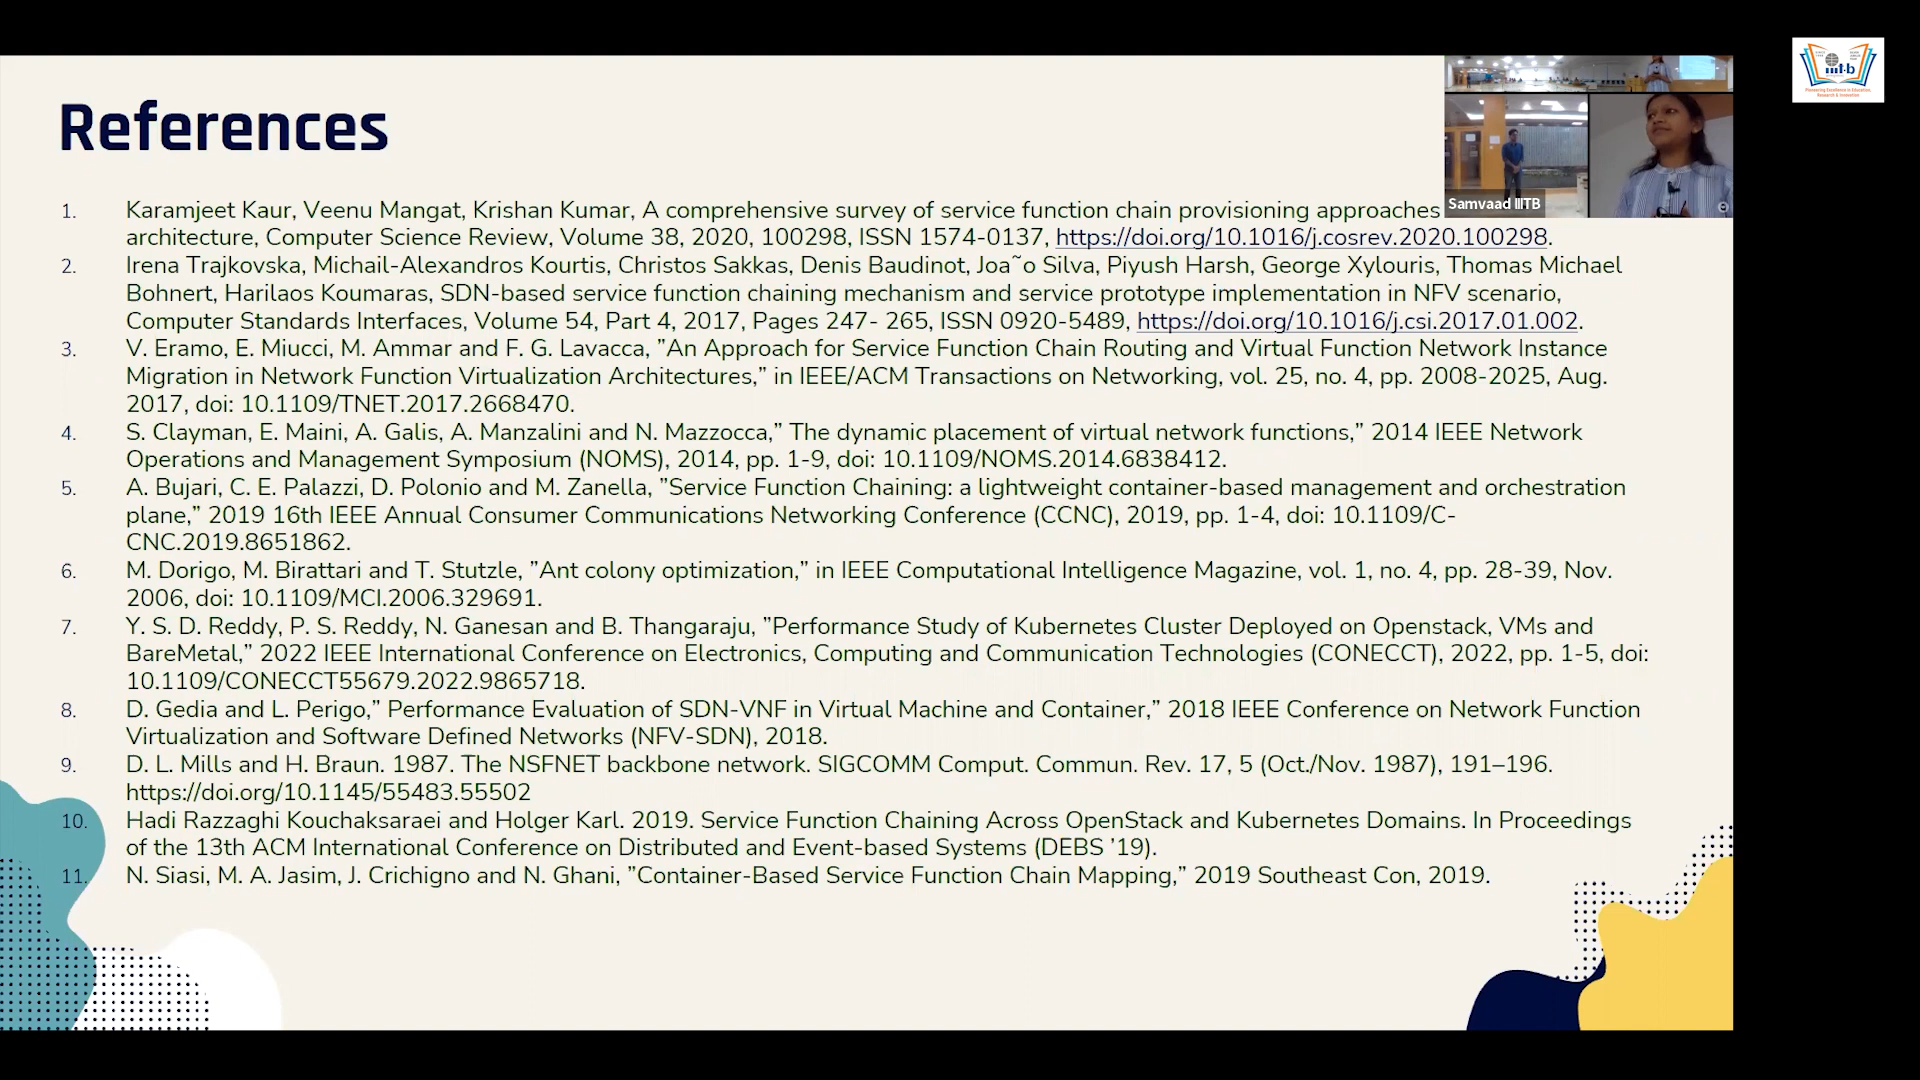 References
1. Karamjeet Kaur, Veenu Mangat, Krishan Kumar, A comprehensive survey of service function chain provisioning approaches
architecture, Computer Science Review, Volume 38, 2020, 100298, ISSN 1574-0137, https://doi.org/10.1016/j.cosrev.2020.100298.
2. Irena Trajkovska, Michail-Alexandros Kourtis, Christos Sakkas, Denis Baudinot, Joa˜o Silva, Piyush Harsh, George Xylouris, Thomas Michael
Bohnert, Harilaos Koumaras, SDN-based service function chaining mechanism and service prototype implementation in NFV scenario,
Computer Standards Interfaces, Volume 54, Part 4, 2017, Pages 247- 265, ISSN 0920-5489, https://doi.org/10.1016/j.csi.2017.01.002.
3. V. Eramo, E. Miucci, M. Ammar and F. G. Lavacca, ”An Approach for Service Function Chain Routing and Virtual Function Network Instance
Migration in Network Function Virtualization Architectures,” in IEEE/ACM Transactions on Networking, vol. 25, no. 4, pp. 2008-2025, Aug.
2017, doi: 10.1109/TNET.2017.2668470.
4. S. Clayman, E. Maini, A. Galis, A. Manzalini and N. Mazzocca,” The dynamic placement of virtual network functions,” 2014 IEEE Network
Operations and Management Symposium (NOMS), 2014, pp. 1-9, doi: 10.1109/NOMS.2014.6838412.
5. A. Bujari, C. E. Palazzi, D. Polonio and M. Zanella, ”Service Function Chaining: a lightweight container-based management and orchestration
plane,” 2019 16th IEEE Annual Consumer Communications Networking Conference (CCNC), 2019, pp. 1-4, doi: 10.1109/C-
CNC.2019.8651862.
6. M. Dorigo, M. Birattari and T. Stutzle, ”Ant colony optimization,” in IEEE Computational Intelligence Magazine, vol. 1, no. 4, pp. 28-39, Nov.
2006, doi: 10.1109/MCI.2006.329691.
7. Y. S. D. Reddy, P. S. Reddy, N. Ganesan and B. Thangaraju, ”Performance Study of Kubernetes Cluster Deployed on Openstack, VMs and
BareMetal,” 2022 IEEE International Conference on Electronics, Computing and Communication Technologies (CONECCT), 2022, pp. 1-5, doi:
10.1109/CONECCT55679.2022.9865718.
8. D. Gedia and L. Perigo,” Performance Evaluation of SDN-VNF in Virtual Machine and Container,” 2018 IEEE Conference on Network Function
Virtualization and Software Defined Networks (NFV-SDN), 2018.
9. D. L. Mills and H. Braun. 1987. The NSFNET backbone network. SIGCOMM Comput. Commun. Rev. 17, 5 (Oct./Nov. 1987), 191–196.
https://doi.org/10.1145/55483.55502
10. Hadi Razzaghi Kouchaksaraei and Holger Karl. 2019. Service Function Chaining Across OpenStack and Kubernetes Domains. In Proceedings
of the 13th ACM International Conference on Distributed and Event-based Systems (DEBS ’19).
11. N. Siasi, M. A. Jasim, J. Crichigno and N. Ghani, ”Container-Based Service Function Chain Mapping,” 2019 Southeast Con, 2019.
Samvaad IIITB
iiit-b
Pioneering Excellence in Education,
Research & Innovation